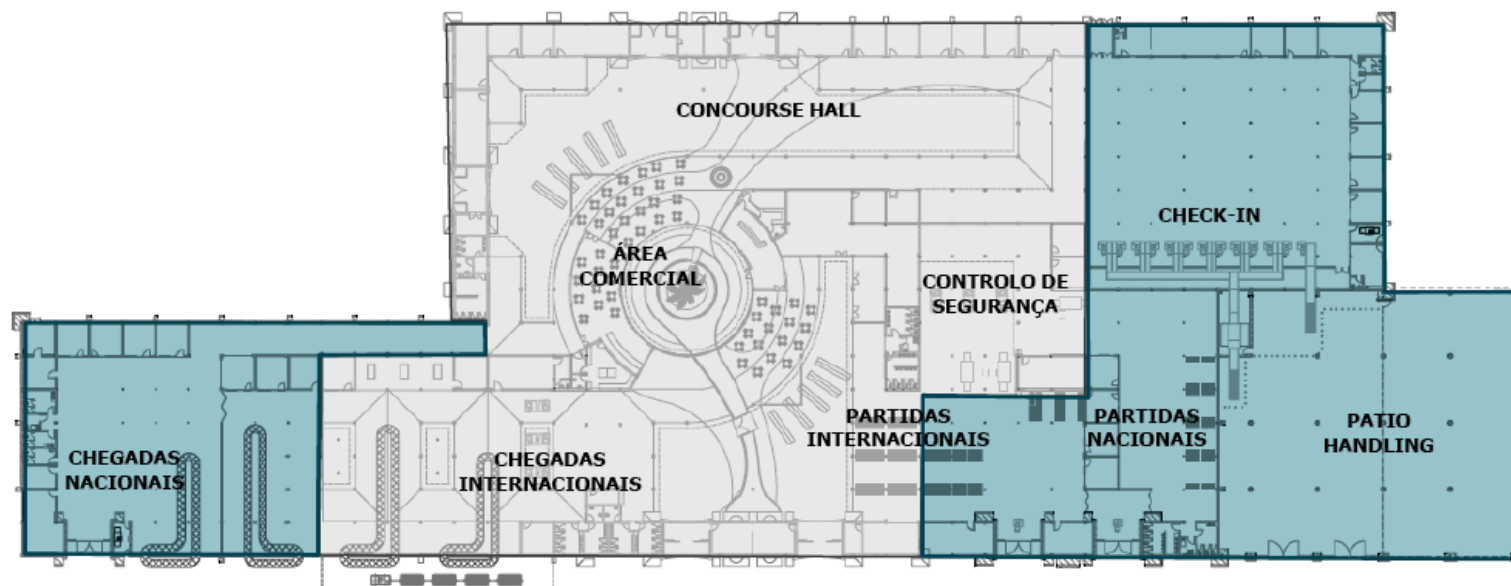 CONCOURSE HALL
CHECK-IN
ÁREA
COMERCIAL
CONTROLO DE
SEGURANÇA
PARTIDAS
INTERNACIONAIS
PARTIDAS
NACIONAIS
PATIO
HANDLING
CHEGADAS
NACIONAIS
CHEGADAS
INTERNACIONAIS